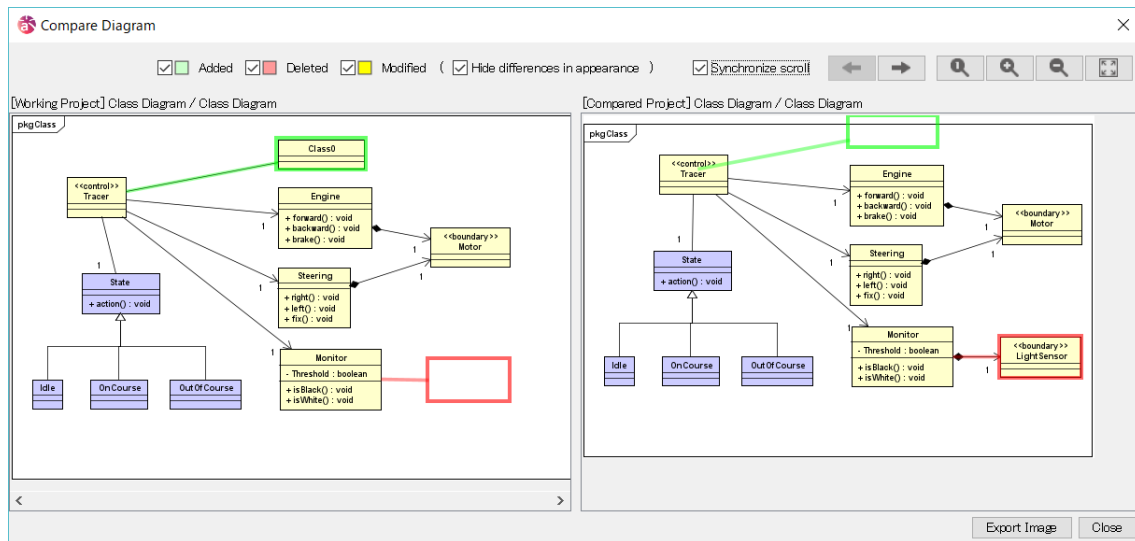 Compare Diagram
Added Deleted Modified ( Hide differences in appearance ) Synchronize scroll
[Working Project] Class Diagram / Class Diagram
pkg Class
Class0
<<control>>
Tracer
Engine
+ forward() : void
+ backward() : void
+ brake() : void
1
<<boundary>>
Motor
1
1
State
+ action() : void
1
Steering
+ right() : void
+ left() : void
+ fix() : void
1
1
Monitor
- Threshold : boolean
+ isBlack() : void
+ isWhite() : void
Idle
OnCourse
OutOfCourse
[Compared Project] Class Diagram / Class Diagram
pkg Class
<<control>>
Tracer
Engine
+ forward() : void
+ backward() : void
+ brake() : void
1
<<boundary>>
Motor
1
1
State
+ action() : void
1
Steering
+ right() : void
+ left() : void
+ fix() : void
1
1
Monitor
- Threshold : boolean
+ isBlack() : void
+ isWhite() : void
<<boundary>>
LightSensor
1
Idle
OnCourse
OutOfCourse
Export Image Close